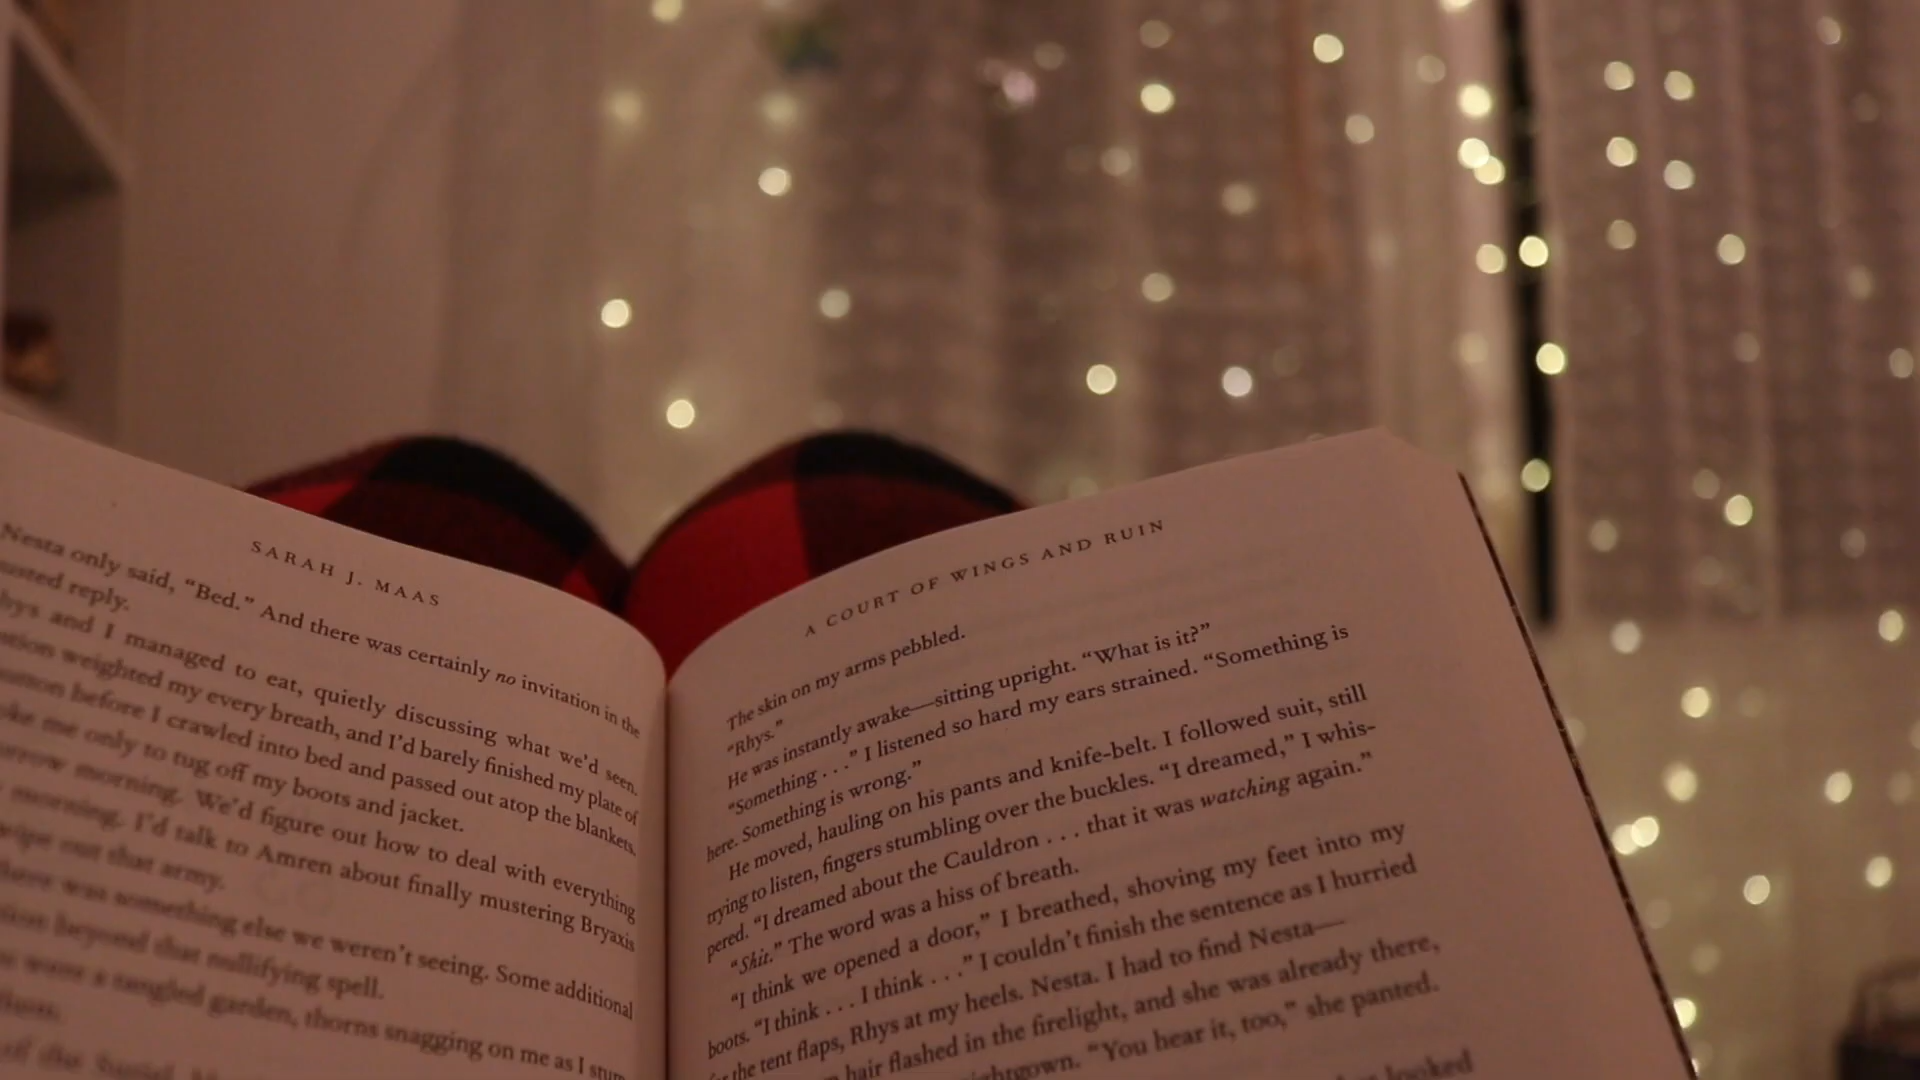 SARAH J. MAAS
Nesta only said, “Bed.” And there was certainly no invitation in the
reply.
and I managed to eat, quietly discussing what we’d seen.
weighted my every breath, and I’d barely finished my plate of
before I crawled into bed and passed out atop the blankets.
me only to tug off my boots and jacket.
morning. We’d figure out how to deal with everything
morning. I’d talk to Amren about finally mustering Bryaxis
wipe out that army.
there was something else we weren’t seeing. Some additional
beyond that nullifying spell.
a tangled garden, thorns snagging on me as I stum
A COURT OF WINGS AND RUIN
The skin on my arms pebbled.
“Rhys.”
He was instantly awake—sitting upright. “What is it?”
“Something . . .” I listened so hard my ears strained. “Something is
here. Something is wrong.”
He moved, hauling on his pants and knife-belt. I followed suit, still
trying to listen, fingers stumbling over the buckles. “I dreamed,” I whis-
pered. “I dreamed about the Cauldron . . . that it was watching again.”
“Shit.” The word was a hiss of breath.
“I think we opened a door,” I breathed, shoving my feet into my
boots. “I think . . . I think . . .” I couldn’t finish the sentence as I hurried
the tent flaps, Rhys at my heels. Nesta. I had to find Nesta—
hair flashed in the firelight, and she was already there,
“You hear it, too,” she panted.
looked